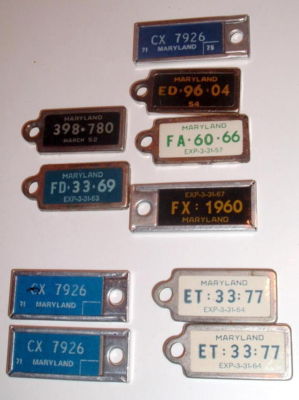 CX 7926
71 MARYLAND 75
MARYLAND
ED·96·04
54
398·780
MARCH 52
MARYLAND
FA·60·66
EXP-3-31-57
MARYLAND
FD·33·69
EXP-3-31-63
EXP-3-31-67
FX:1960
MARYLAND
CX 7926
71 MARYLAND
CX 7926
71 MARYLAND
MARYLAND
ET:33:77
EXP-3-31-64
MARYLAND
ET:33:77
EXP-3-31-64